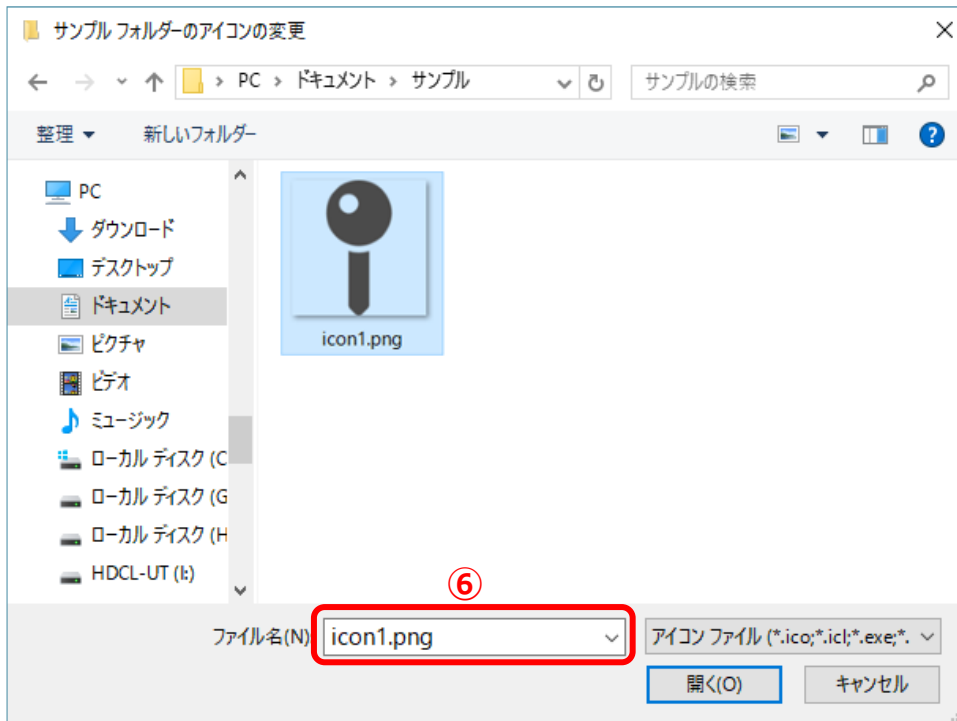 サンプル フォルダーのアイコンの変更
PC > ドキュメント > サンプル
サンプルの検索
整理
新しいフォルダー
PC
ダウンロード
デスクトップ
ドキュメント
ピクチャ
ビデオ
ミュージック
ローカル ディスク (C
ローカル ディスク (G
ローカル ディスク (H
HDCL-UT (I:)
icon1.png
⑥
ファイル名(N):
icon1.png
アイコン ファイル (*.ico;*.icl;*.exe;*.
開く(O)
キャンセル